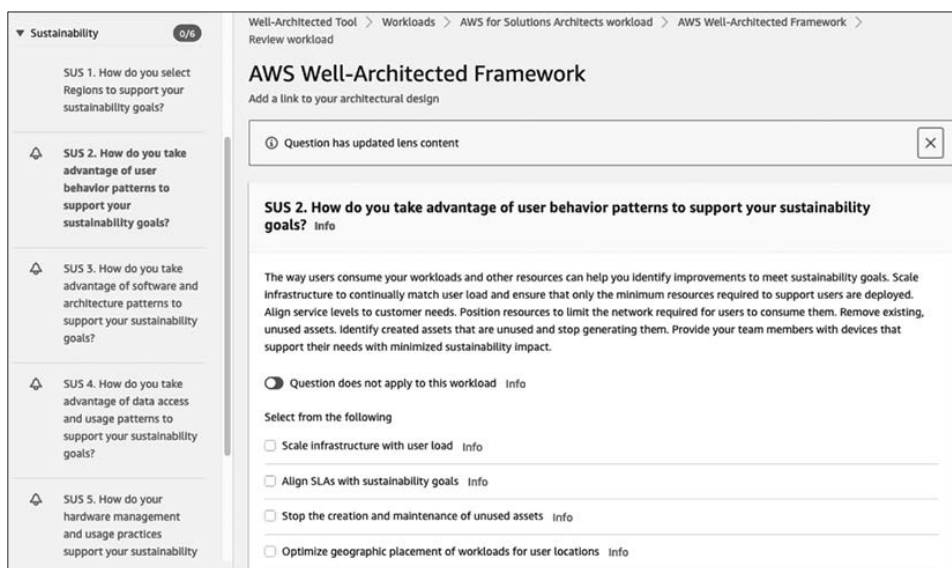 Sustainability 0/6
SUS 1. How do you select
Regions to support your
sustainability goals?
SUS 2. How do you take
advantage of user
behavior patterns to
support your
sustainability goals?
SUS 3. How do you take
advantage of software and
architecture patterns to
support your sustainability
goals?
SUS 4. How do you take
advantage of data access
and usage patterns to
support your sustainability
goals?
SUS 5. How do your
hardware management
and usage practices
support your sustainability
Well-Architected Tool > Workloads > AWS for Solutions Architects workload > AWS Well-Architected Framework >
Review workload
AWS Well-Architected Framework
Add a link to your architectural design
Question has updated lens content
SUS 2. How do you take advantage of user behavior patterns to support your sustainability
goals? Info
The way users consume your workloads and other resources can help you identify improvements to meet sustainability goals. Scale
infrastructure to continually match user load and ensure that only the minimum resources required to support users are deployed.
Align service levels to customer needs. Position resources to limit the network required for users to consume them. Remove existing,
unused assets. Identify created assets that are unused and stop generating them. Provide your team members with devices that
support their needs with minimized sustainability impact.
Question does not apply to this workload Info
Select from the following
Scale infrastructure with user load Info
Align SLAs with sustainability goals Info
Stop the creation and maintenance of unused assets Info
Optimize geographic placement of workloads for user locations Info